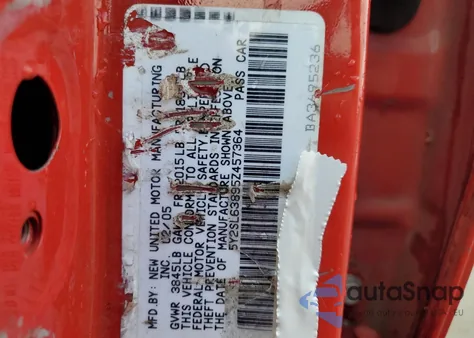 MFD.BY: NEW UNITED MOTOR MANUFACTURING
INC. 02/05
GVWR 3845LB GAWR FR 2015LB
THIS VEHICLE CONFORMS TO ALL
FEDERAL MOTOR VEHICLE SAFETY,
THEFT PREVENTION STANDARDS IN EFFECT ON
THE DATE OF MANUFACTURE SHOWN ABOVE.
5Y2SL63895Z457364 PASS CAR
BA3495236
autoSnap